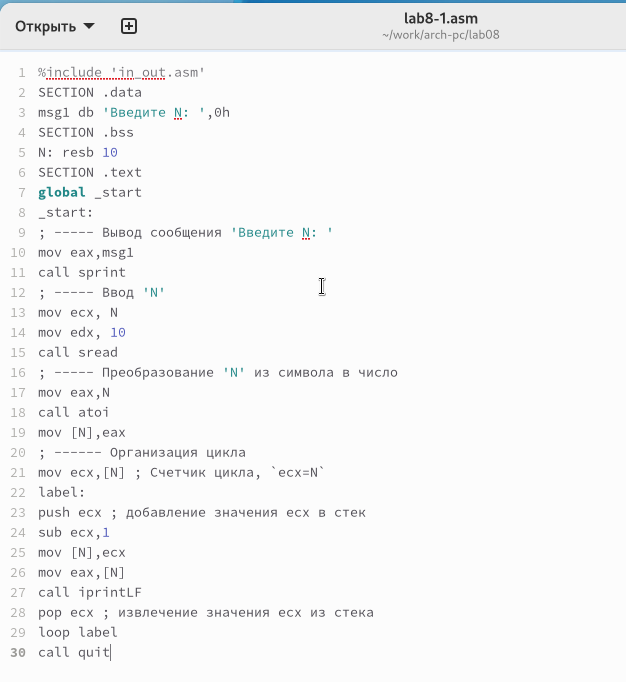 Открыть
lab8-1.asm
~/work/arch-pc/lab08
1 %include 'in_out.asm'
2 SECTION .data
3 msg1 db 'Введите N: ',0h
4 SECTION .bss
5 N: resb 10
6 SECTION .text
7 global _start
8 _start:
9 ; ----- Вывод сообщения 'Введите N: '
10 mov eax,msg1
11 call sprint
12 ; ----- Ввод 'N'
13 mov ecx, N
14 mov edx, 10
15 call sread
16 ; ----- Преобразование 'N' из символа в число
17 mov eax,N
18 call atoi
19 mov [N],eax
20 ; ------ Организация цикла
21 mov ecx,[N] ; Счетчик цикла, `ecx=N`
22 label:
23 push ecx ; добавление значения ecx в стек
24 sub ecx,1
25 mov [N],ecx
26 mov eax,[N]
27 call iprintLF
28 pop ecx ; извлечение значения ecx из стека
29 loop label
30 call quit